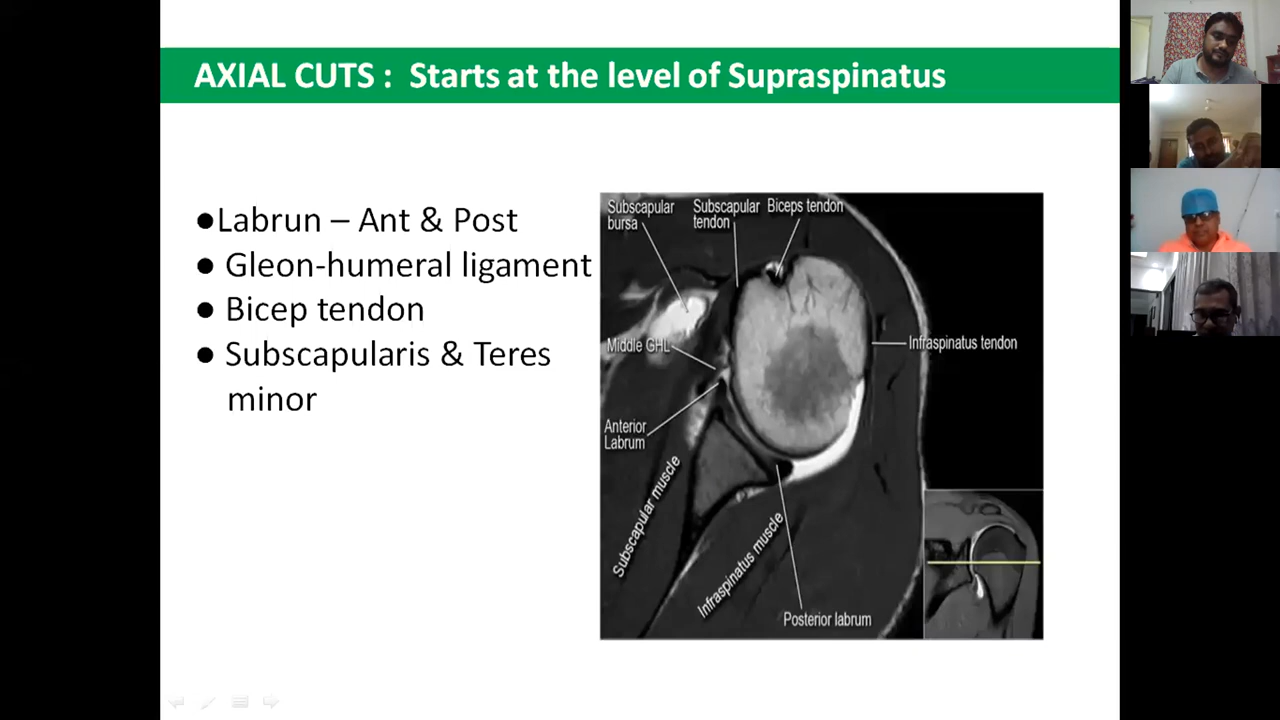 AXIAL CUTS : Starts at the level of Supraspinatus
●Labrun – Ant & Post
● Gleon-humeral ligament
● Bicep tendon
● Subscapularis & Teres
minor
Subscapular
bursa
Subscapular
tendon
Biceps tendon
Middle GHL
Infraspinatus tendon
Anterior
Labrum
Subscapular muscle
Infraspinatus muscle
Posterior labrum